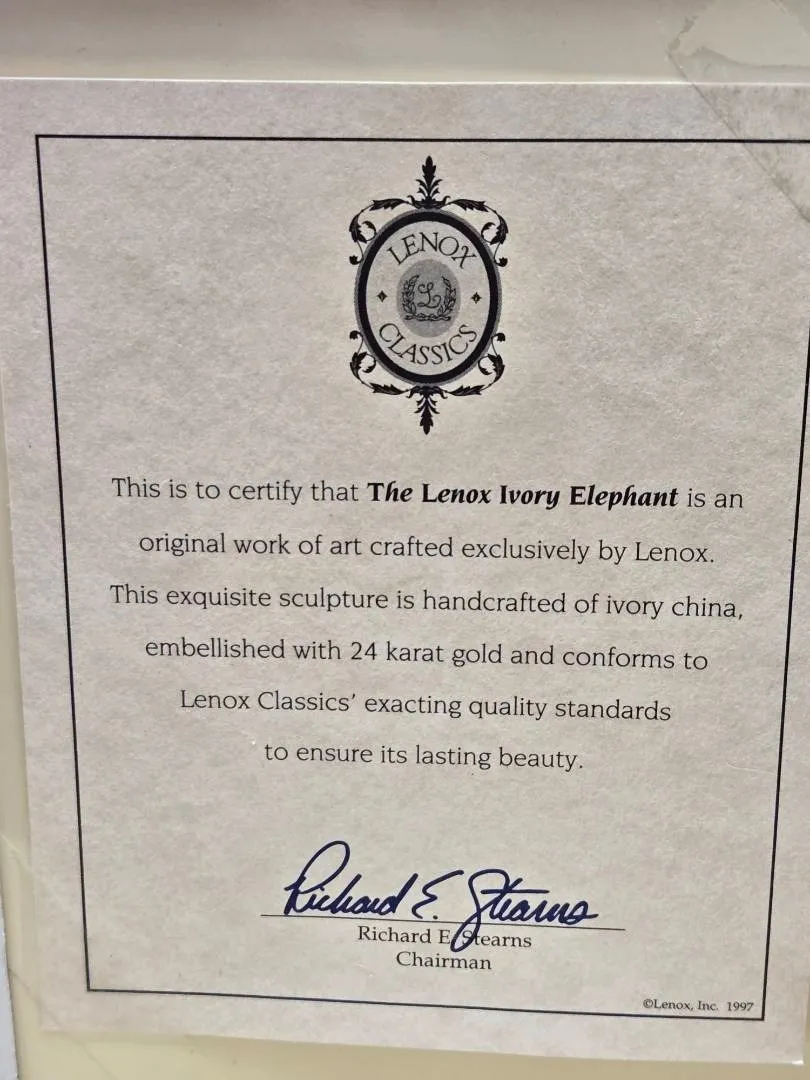 LENOX
L
CLASSICS
This is to certify that The Lenox Ivory Elephant is an
original work of art crafted exclusively by Lenox.
This exquisite sculpture is handcrafted of ivory china,
embellished with 24 karat gold and conforms to
Lenox Classics' exacting quality standards
to ensure its lasting beauty.
Richard E. Stearns
Richard E. Stearns
Chairman
©Lenox, Inc. 1997